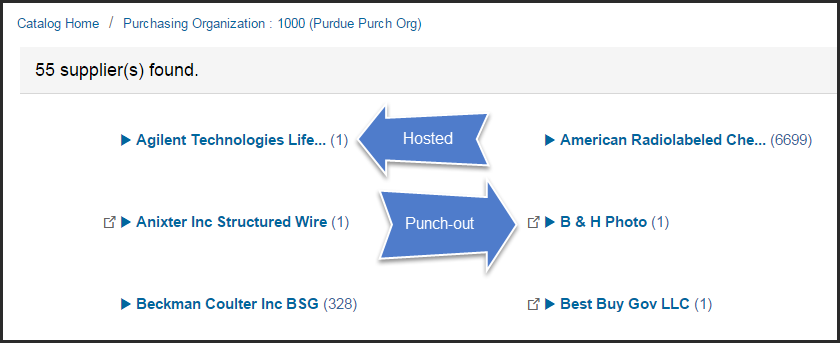 Catalog Home / Purchasing Organization : 1000 (Purdue Purch Org)
55 supplier(s) found.
Agilent Technologies Life... (1)
Hosted
American Radiolabeled Che... (6699)
Anixter Inc Structured Wire (1)
Punch-out
B & H Photo (1)
Beckman Coulter Inc BSG (328)
Best Buy Gov LLC (1)